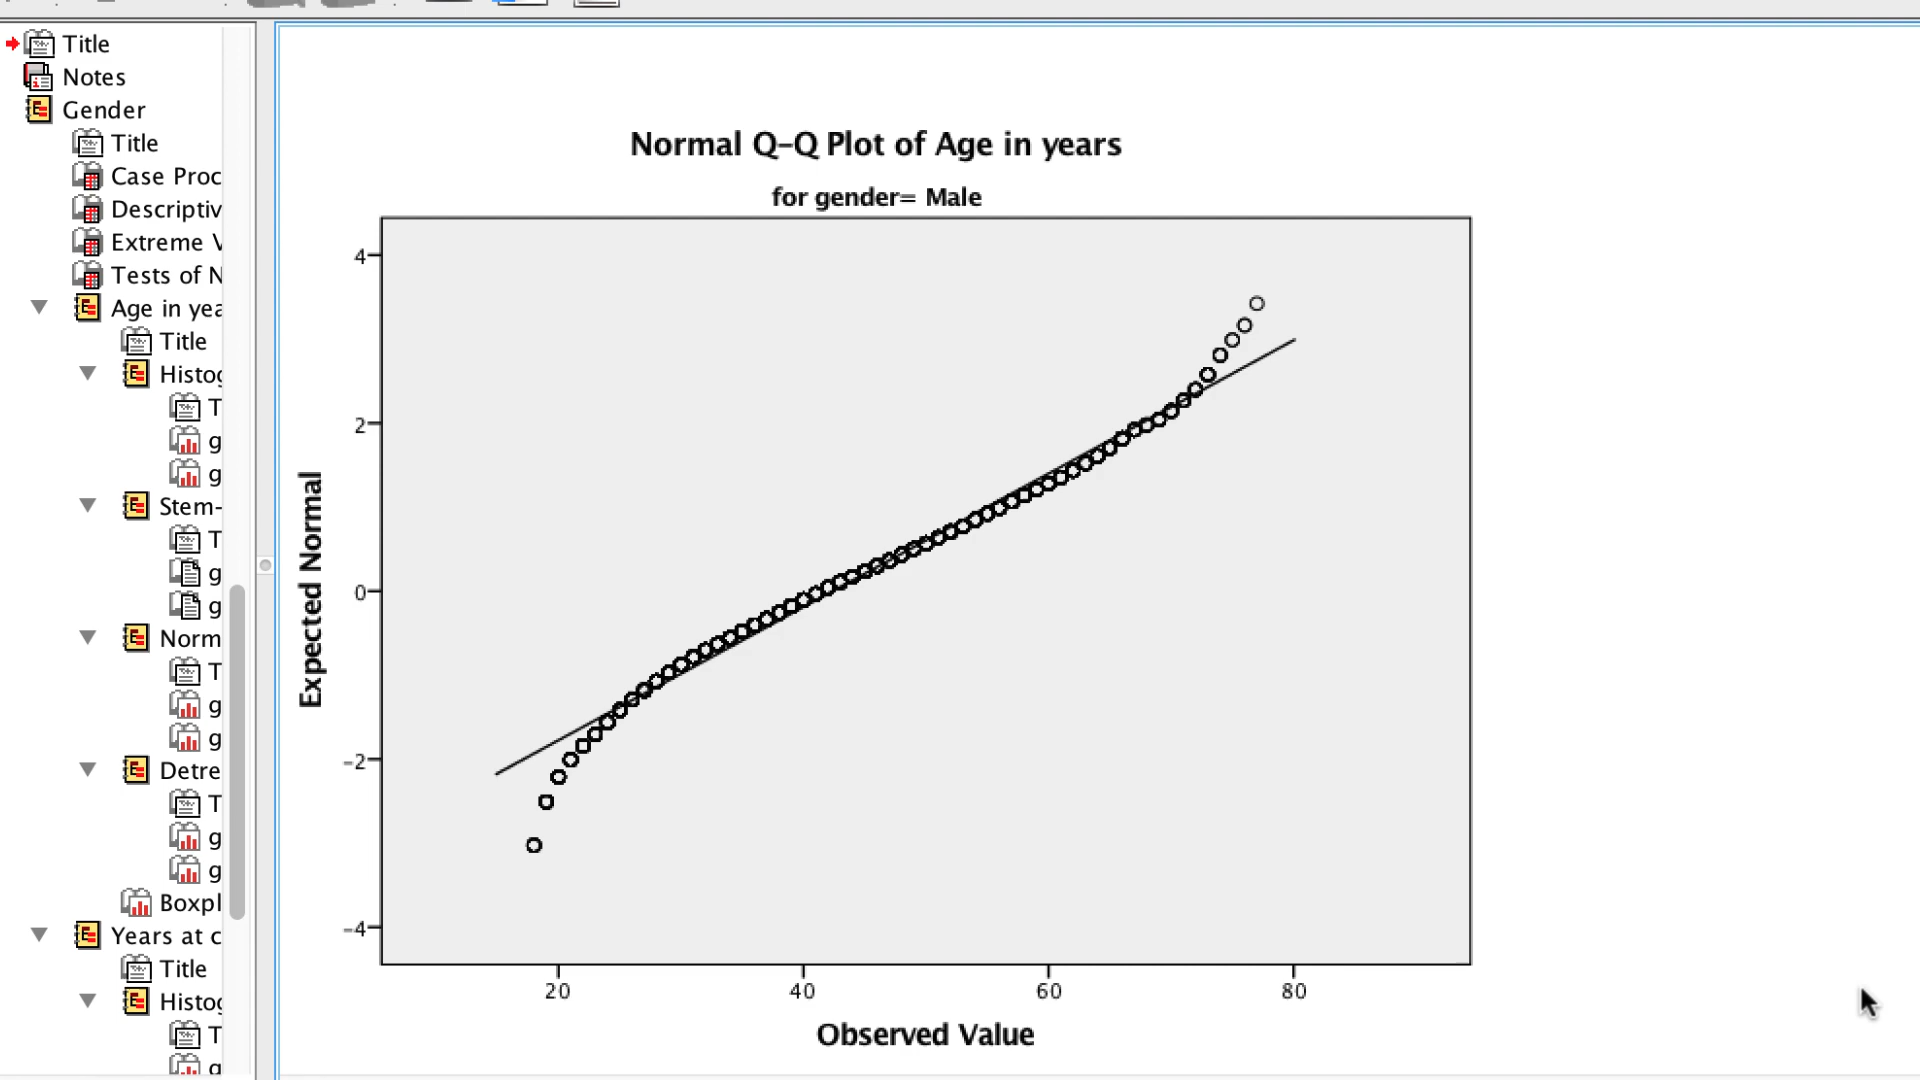 Title
Notes
Gender
Title
Case Proc
Descriptiv
Extreme V
Tests of N
Age in yea
Title
Histog
T
g
g
Stem-
T
g
g
Norm
T
g
g
Detre
T
g
g
Boxpl
Years at c
Title
Histog
T
g
Normal Q-Q Plot of Age in years
for gender= Male
4
2
0
-2
-4
Expected Normal
20 40 60 80
Observed Value